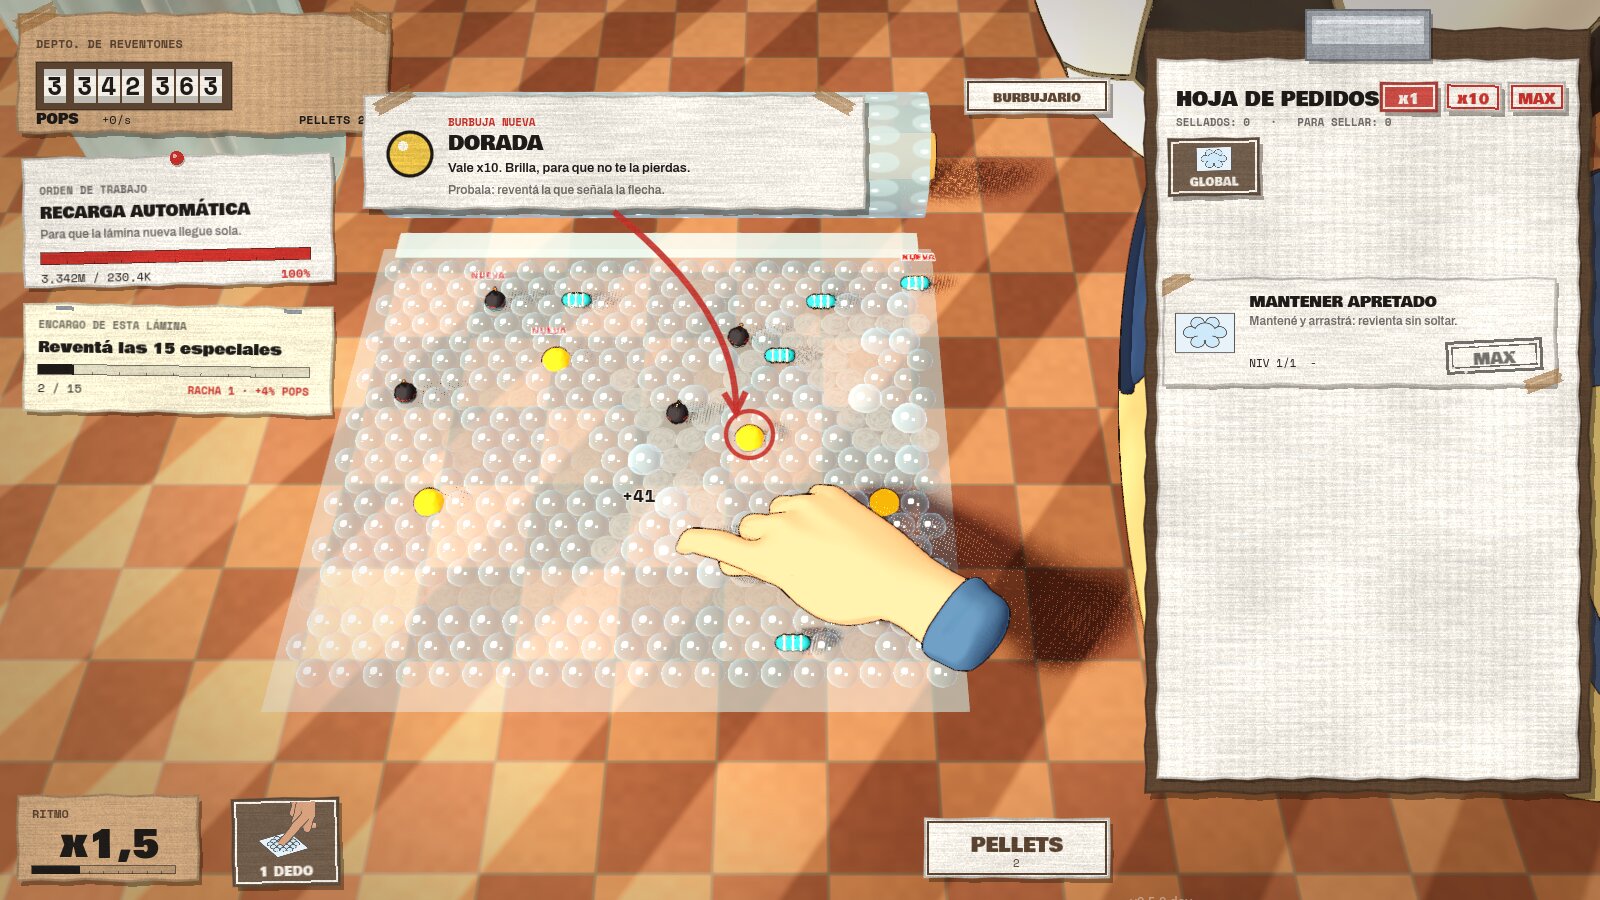 DEPTO. DE REVENTONES
3 342 363
POPS +0/s PELLETS 2
ORDEN DE TRABAJO
RECARGA AUTOMÁTICA
Para que la lámina nueva llegue sola.
3.342M / 230.4K 100%
ENCARGO DE ESTA LÁMINA
Reventá las 15 especiales
2 / 15 RACHA 1 · +4% POPS
BURBUJA NUEVA
DORADA
Vale x10. Brilla, para que no te la pierdas.
Probala: reventá la que señala la flecha.
BURBUJARIO
NUEVA
NUEVA
NUEVA
+41
HOJA DE PEDIDOS x1 x10 MAX
SELLADOS: 0 · PARA SELLAR: 0
GLOBAL
MANTENER APRETADO
Mantené y arrastrá: revienta sin soltar.
NIV 1/1 -
MAX
RITMO
x1,5
1 DEDO
PELLETS
2